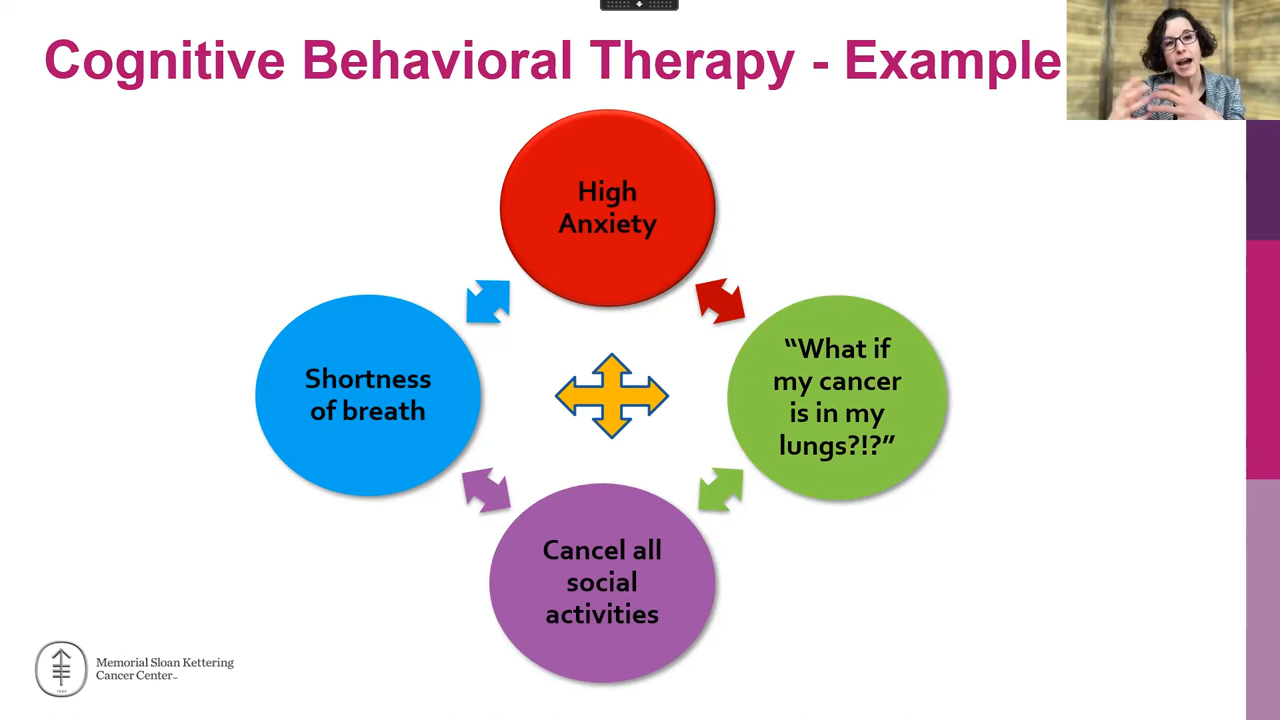 Cognitive Behavioral Therapy - Example
High
Anxiety
Shortness
of breath
“What if
my cancer
is in my
lungs?!?”
Cancel all
social
activities
Memorial Sloan Kettering
Cancer Center